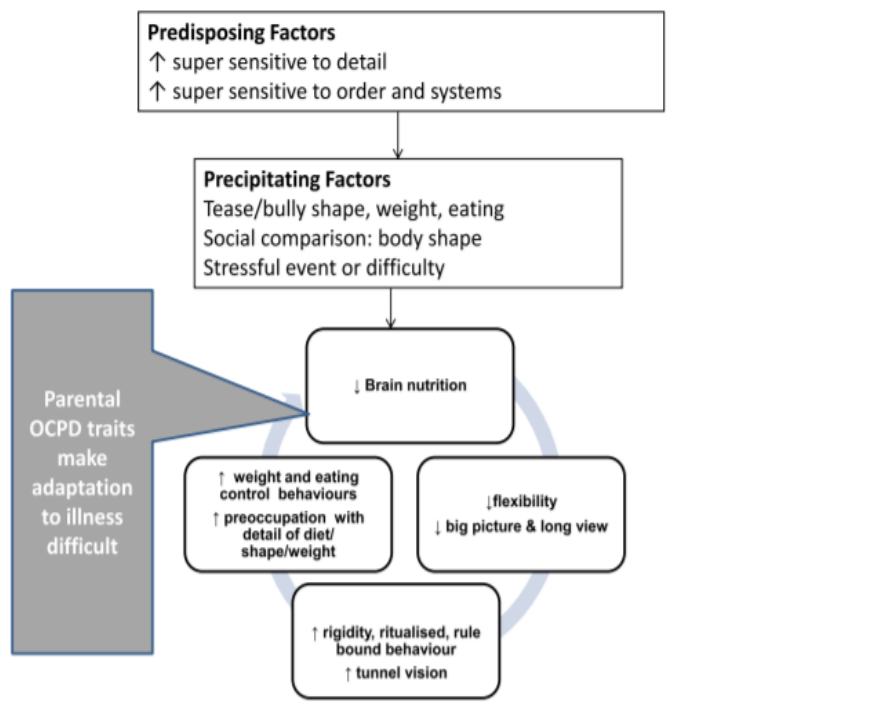 Predisposing Factors
↑ super sensitive to detail
↑ super sensitive to order and systems
Precipitating Factors
Tease/bully shape, weight, eating
Social comparison: body shape
Stressful event or difficulty
↓ Brain nutrition
Parental
OCPD traits
make
adaptation
to illness
difficult
↑ weight and eating
control behaviours
↑ preoccupation with
detail of diet/
shape/weight
↓flexibility
↓ big picture & long view
↑ rigidity, ritualised, rule
bound behaviour
↑ tunnel vision